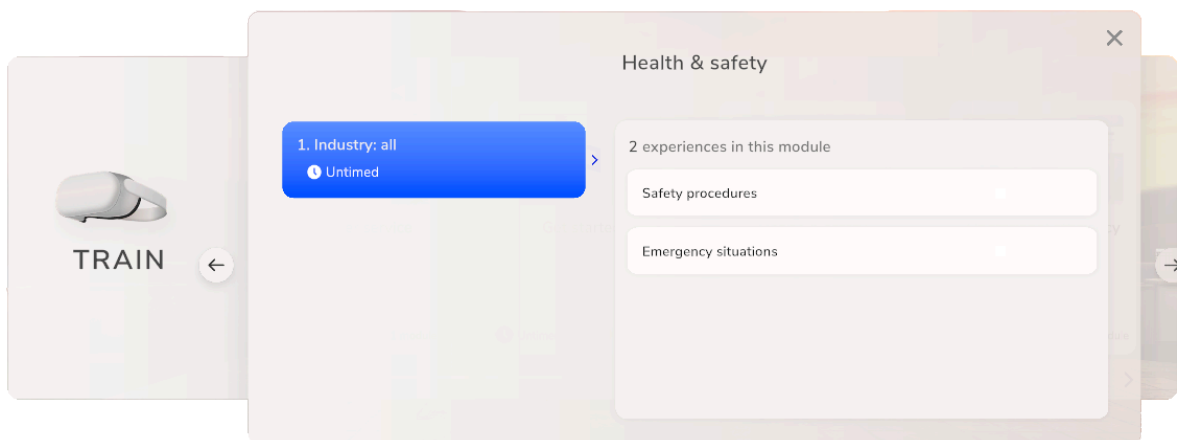 Health & safety
1. Industry: all
Untimed
2 experiences in this module
Safety procedures
Emergency situations
TRAIN